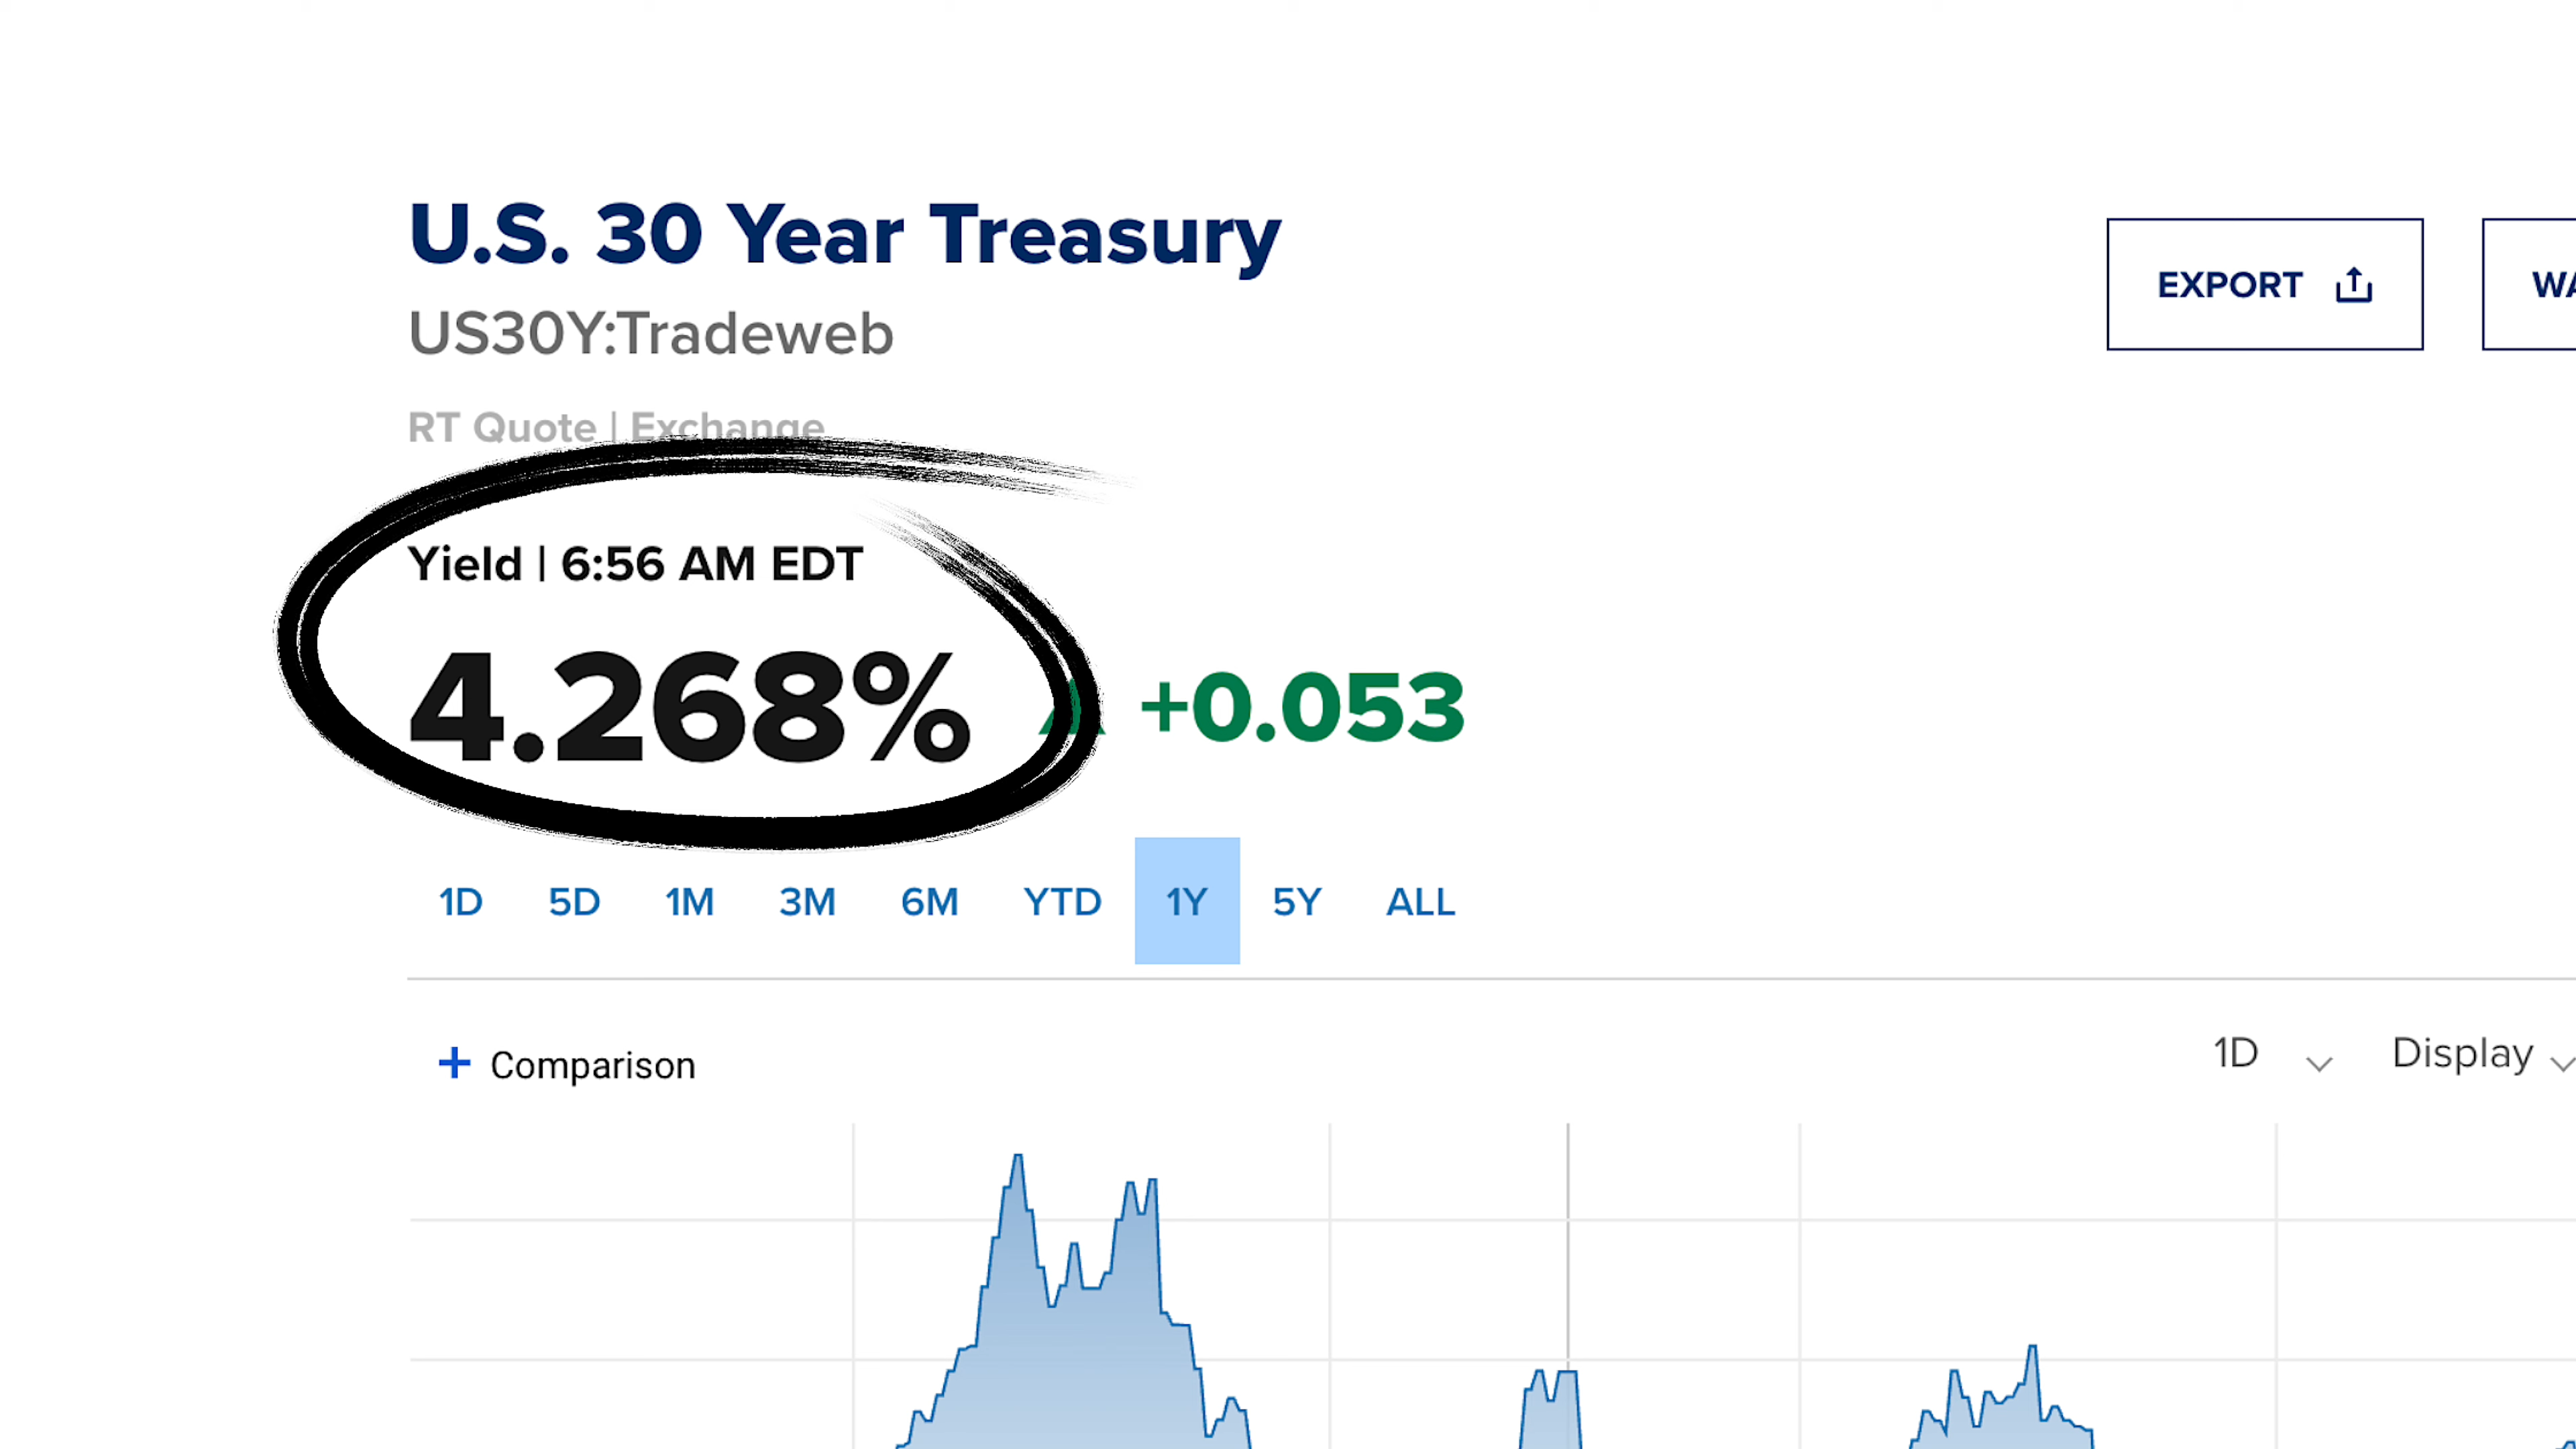 U.S. 30 Year Treasury
US30Y:Tradeweb
EXPORT
RT Quote | Exchange
Yield | 6:56 AM EDT
4.268% ▲ +0.053
1D 5D 1M 3M 6M YTD 1Y 5Y ALL
+ Comparison
1D Display